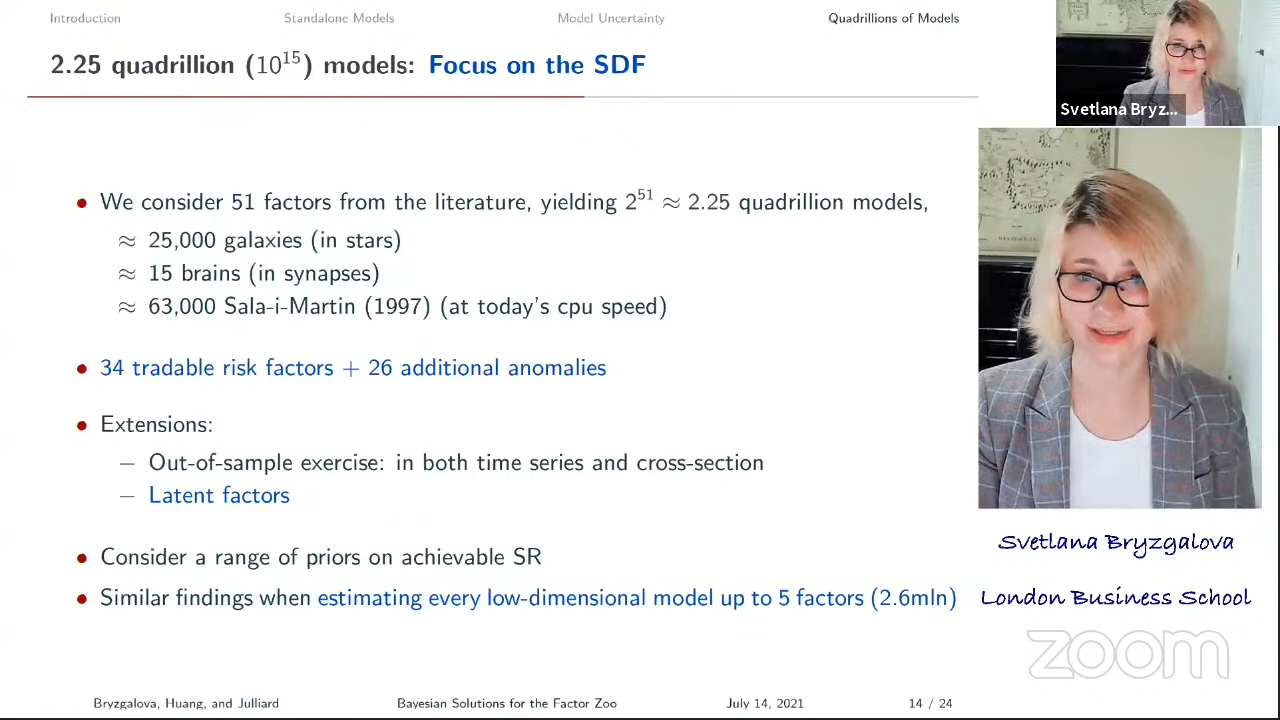 Introduction Standalone Models Model Uncertainty Quadrillions of Models
2.25 quadrillion (10¹⁵) models: Focus on the SDF
Svetlana Bryz...
• We consider 51 factors from the literature, yielding 2⁵¹ ≈ 2.25 quadrillion models,
≈ 25,000 galaxies (in stars)
≈ 15 brains (in synapses)
≈ 63,000 Sala-i-Martin (1997) (at today's cpu speed)
• 34 tradable risk factors + 26 additional anomalies
• Extensions:
– Out-of-sample exercise: in both time series and cross-section
– Latent factors
• Consider a range of priors on achievable SR
• Similar findings when estimating every low-dimensional model up to 5 factors (2.6mln)
Svetlana Bryzgalova
London Business School
zoom
Bryzgalova, Huang, and Julliard Bayesian Solutions for the Factor Zoo July 14, 2021 14 / 24